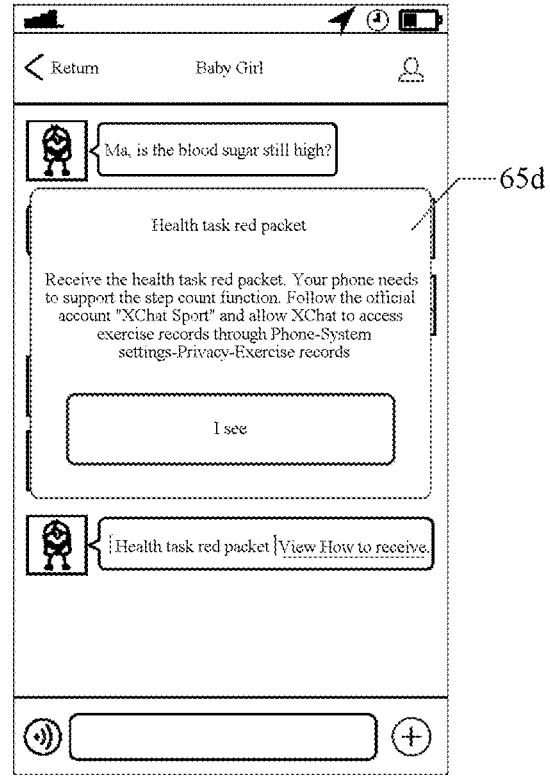 Return
Baby Girl
Ma, is the blood sugar still high?
65d
Health task red packet
Receive the health task red packet. Your phone needs
to support the step count function. Follow the official
account "XChat Sport" and allow XChat to access
exercise records through Phone-System
settings-Privacy-Exercise records
I see
Health task red packet View How to receive.